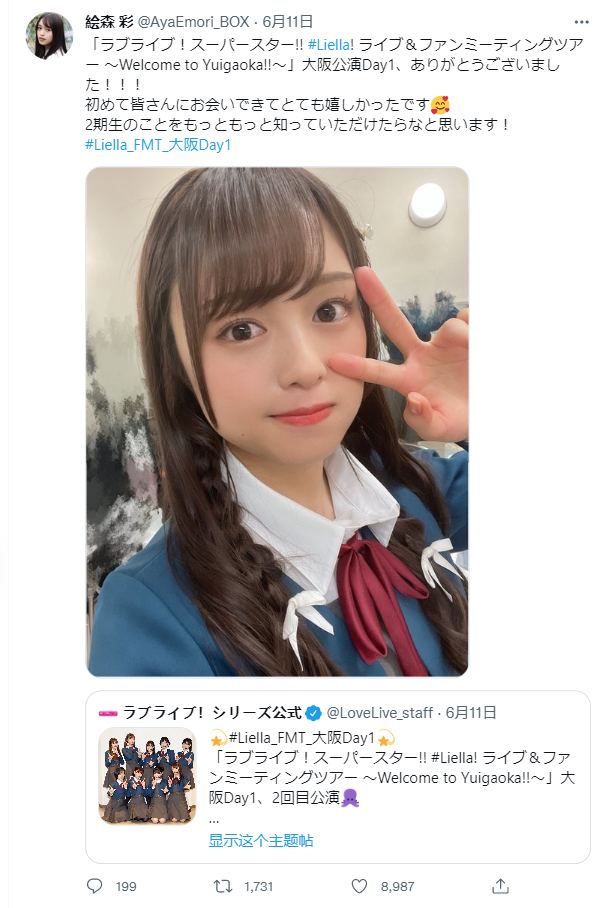 絵森 彩 @AyaEmori_BOX · 6月11日
「ラブライブ！スーパースター!! #Liella! ライブ＆ファンミーティングツア
ー ～Welcome to Yuigaoka!!～」大阪公演Day1、ありがとうございまし
た！！！
初めて皆さんにお会いできてとても嬉しかったです🥰
2期生のことをもっともっと知っていただけたらなと思います！
#Liella_FMT_大阪Day1
ラブライブ！シリーズ公式 @LoveLive_staff · 6月11日
💫#Liella_FMT_大阪Day1💫
「ラブライブ！スーパースター!! #Liella! ライブ＆ファ
ンミーティングツアー ～Welcome to Yuigaoka!!～」大
阪Day1、2回目公演🐙
...
显示这个主题帖
199 1,731 8,987